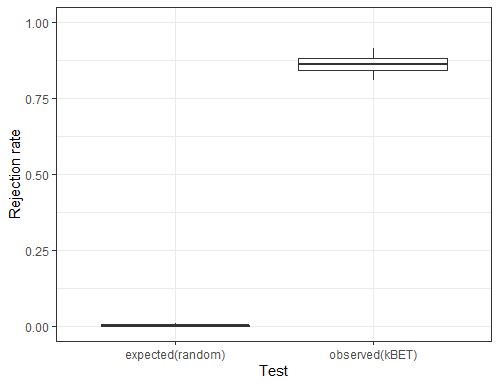 1.00
0.75
0.50
0.25
0.00
Rejection rate
expected(random)
observed(kBET)
Test